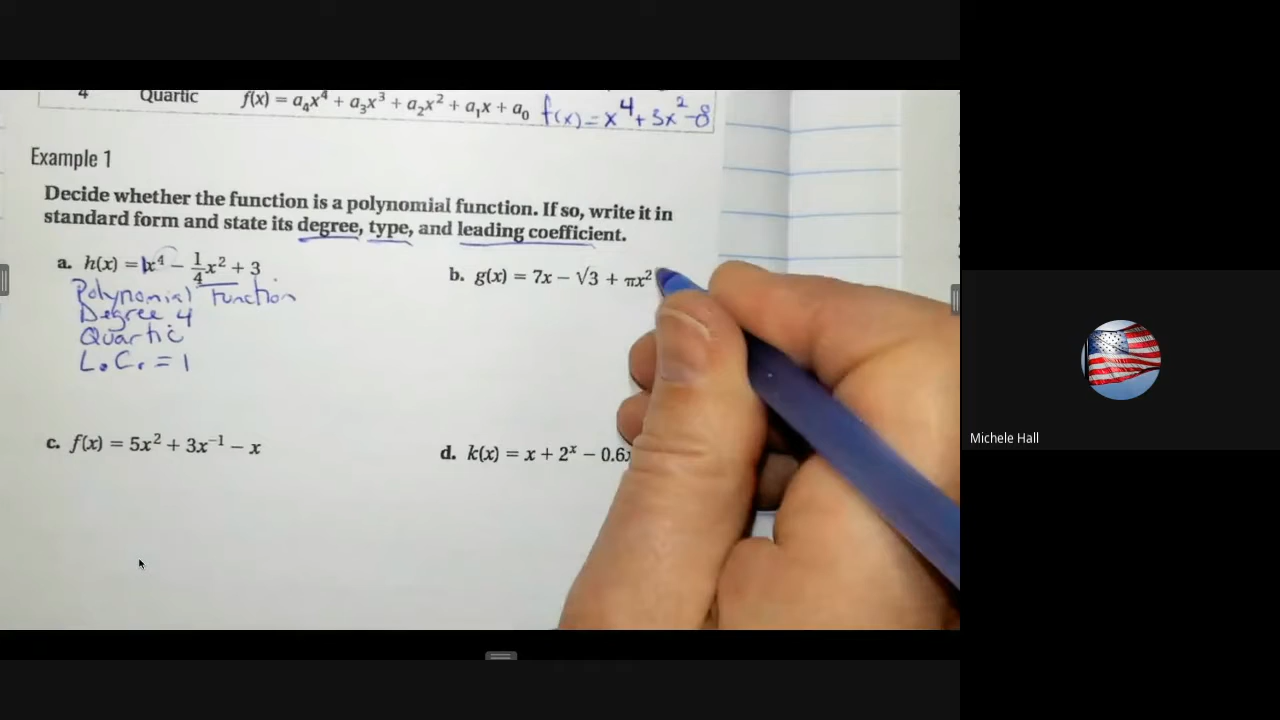 4 Quartic f(x) = a₄x⁴ + a₃x³ + a₂x² + a₁x + a₀ f(x) = x⁴ + 3x² - 8
Example 1
Decide whether the function is a polynomial function. If so, write it in
standard form and state its degree, type, and leading coefficient.
a. h(x) = 1x⁴ − 1/4x² + 3
Polynomial Function
Degree 4
Quartic
L.C. = 1
b. g(x) = 7x − √3 + πx²
c. f(x) = 5x² + 3x⁻¹ − x
d. k(x) = x + 2ˣ − 0.6
Michele Hall